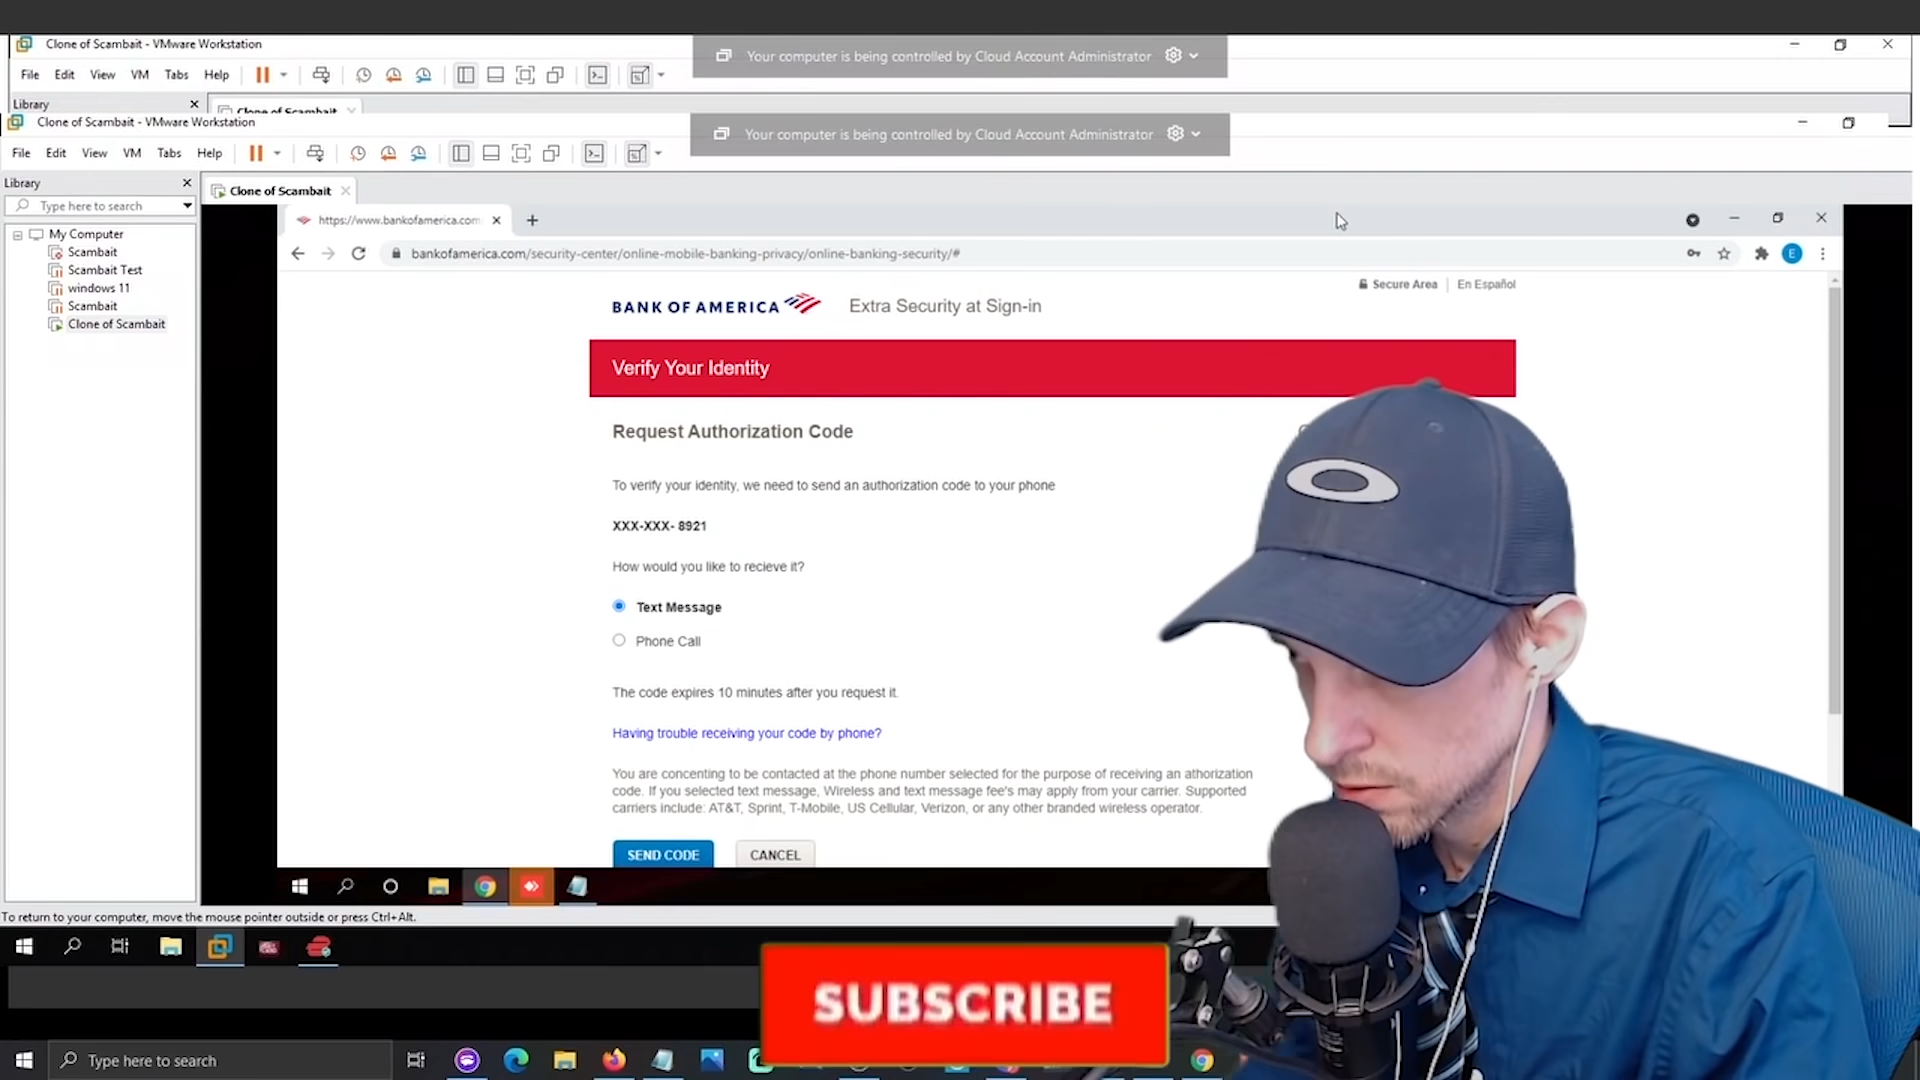 Clone of Scambait - VMware Workstation
Your computer is being controlled by Cloud Account Administrator
File Edit View VM Tabs Help
Library
Clone of Scambait
Clone of Scambait - VMware Workstation
Your computer is being controlled by Cloud Account Administrator
File Edit View VM Tabs Help
Library
Clone of Scambait
Type here to search
https://www.bankofamerica.com
My Computer
Scambait
Scambait Test
windows 11
Scambait
Clone of Scambait
bankofamerica.com/security-center/online-mobile-banking-privacy/online-banking-security/#
E
Secure Area En Español
BANK OF AMERICA Extra Security at Sign-in
Verify Your Identity
Request Authorization Code
To verify your identity, we need to send an authorization code to your phone
XXX-XXX- 8921
How would you like to recieve it?
Text Message
Phone Call
The code expires 10 minutes after you request it.
Having trouble receiving your code by phone?
You are concenting to be contacted at the phone number selected for the purpose of receiving an athorization
code. If you selected text message, Wireless and text message fee's may apply from your carrier. Supported
carriers include: AT&T, Sprint, T-Mobile, US Cellular, Verizon, or any other branded wireless operator.
SEND CODE CANCEL
To return to your computer, move the mouse pointer outside or press Ctrl+Alt.
SUBSCRIBE
Type here to search